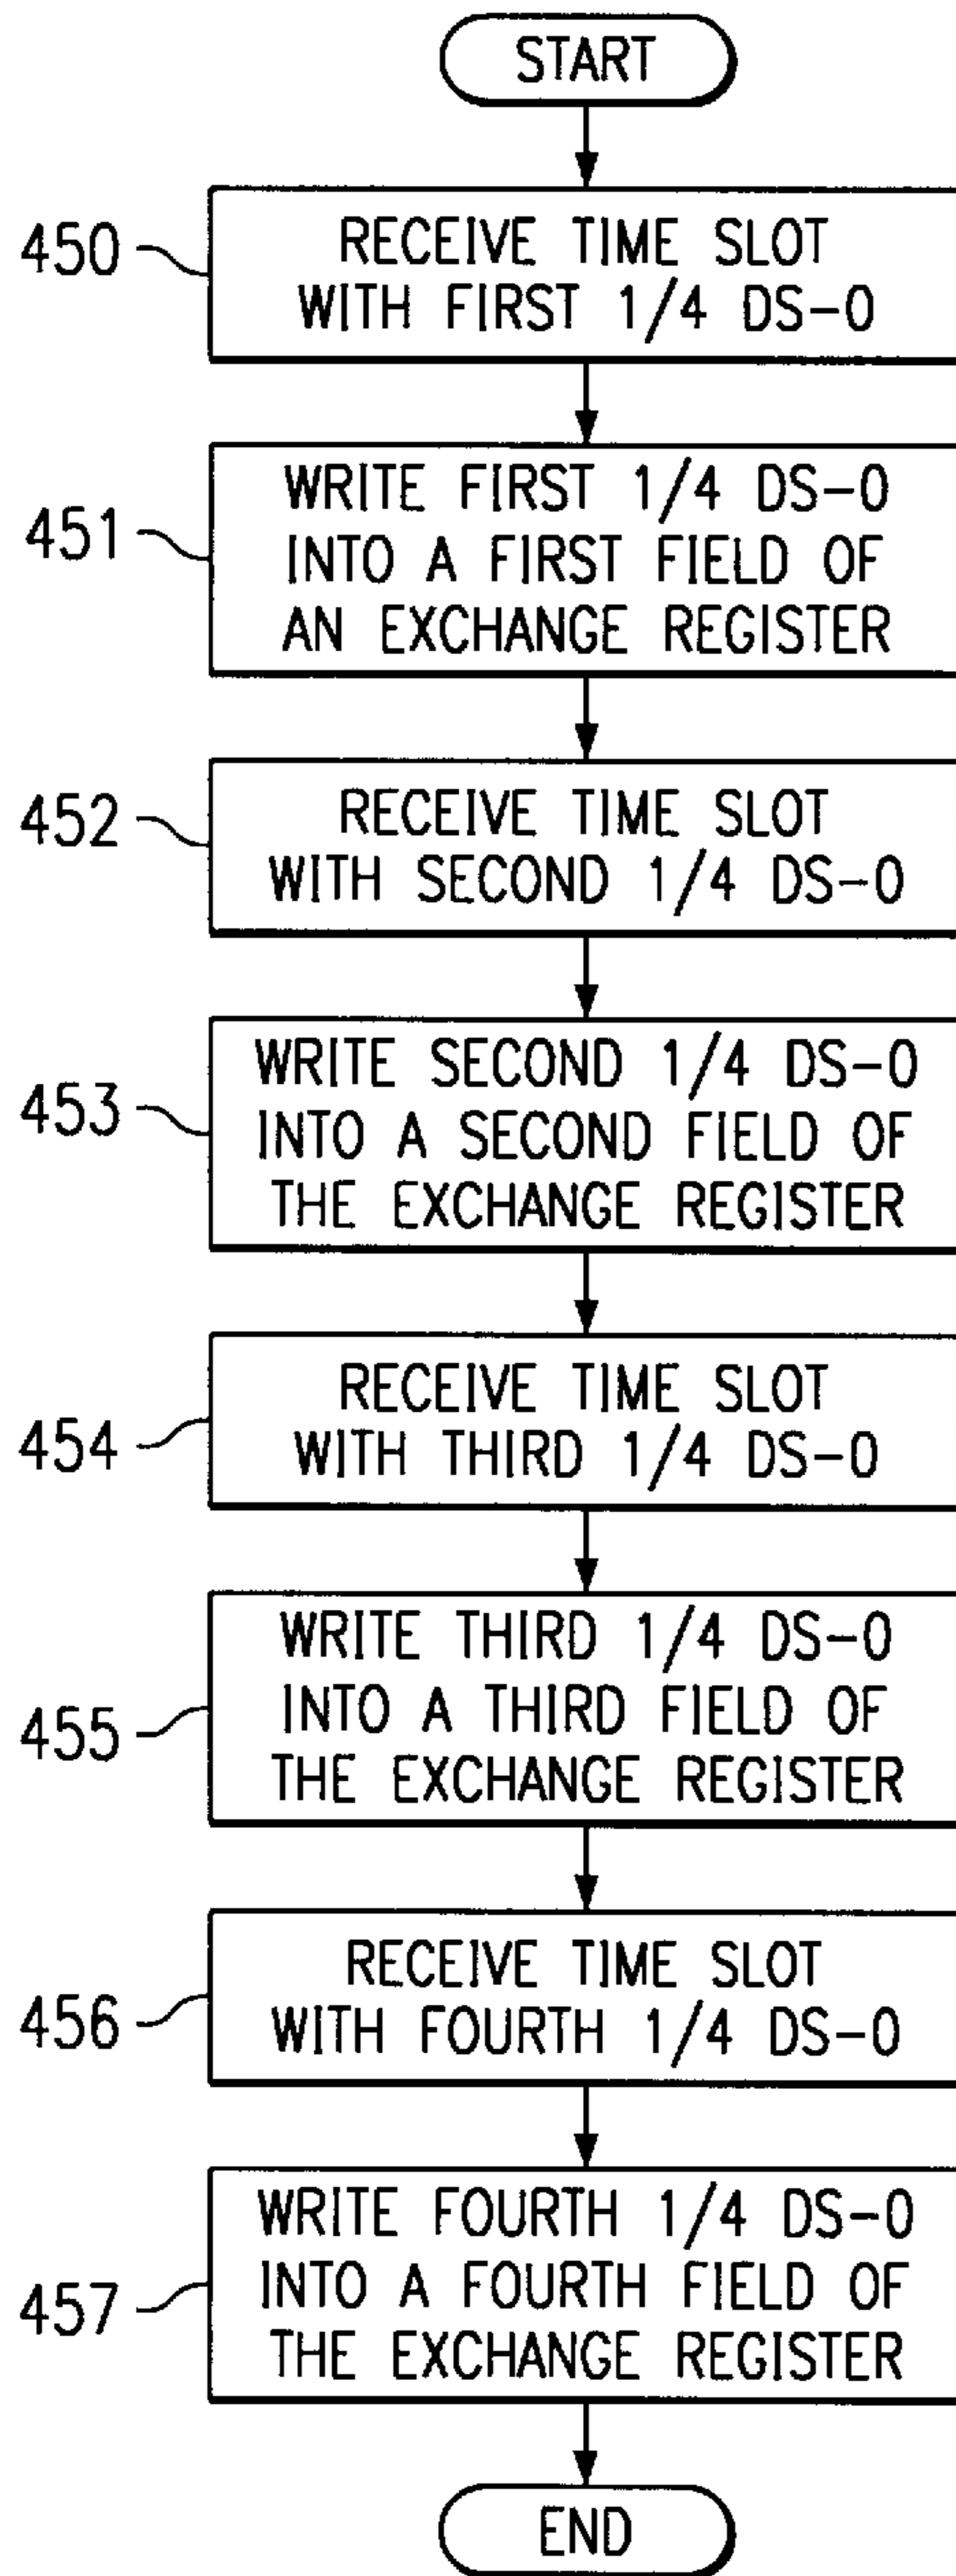 START
450
RECEIVE TIME SLOT
WITH FIRST 1/4 DS-0
451
WRITE FIRST 1/4 DS-0
INTO A FIRST FIELD OF
AN EXCHANGE REGISTER
452
RECEIVE TIME SLOT
WITH SECOND 1/4 DS-0
453
WRITE SECOND 1/4 DS-0
INTO A SECOND FIELD OF
THE EXCHANGE REGISTER
454
RECEIVE TIME SLOT
WITH THIRD 1/4 DS-0
455
WRITE THIRD 1/4 DS-0
INTO A THIRD FIELD OF
THE EXCHANGE REGISTER
456
RECEIVE TIME SLOT
WITH FOURTH 1/4 DS-0
457
WRITE FOURTH 1/4 DS-0
INTO A FOURTH FIELD OF
THE EXCHANGE REGISTER
END